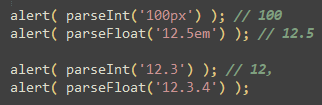 alert( parseInt('100px') ); // 100
alert( parseFloat('12.5em') ); // 12.5
alert( parseInt('12.3') ); // 12,
alert( parseFloat('12.3.4') );